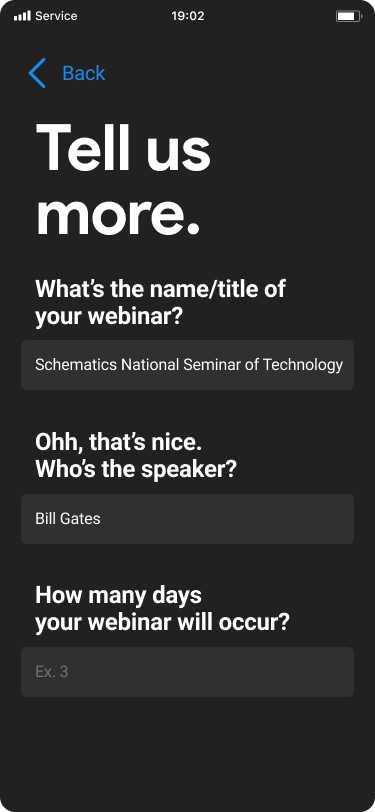 Service 19:02
Back
Tell us
more.
What’s the name/title of
your webinar?
Schematics National Seminar of Technology
Ohh, that’s nice.
Who’s the speaker?
Bill Gates
How many days
your webinar will occur?
Ex. 3